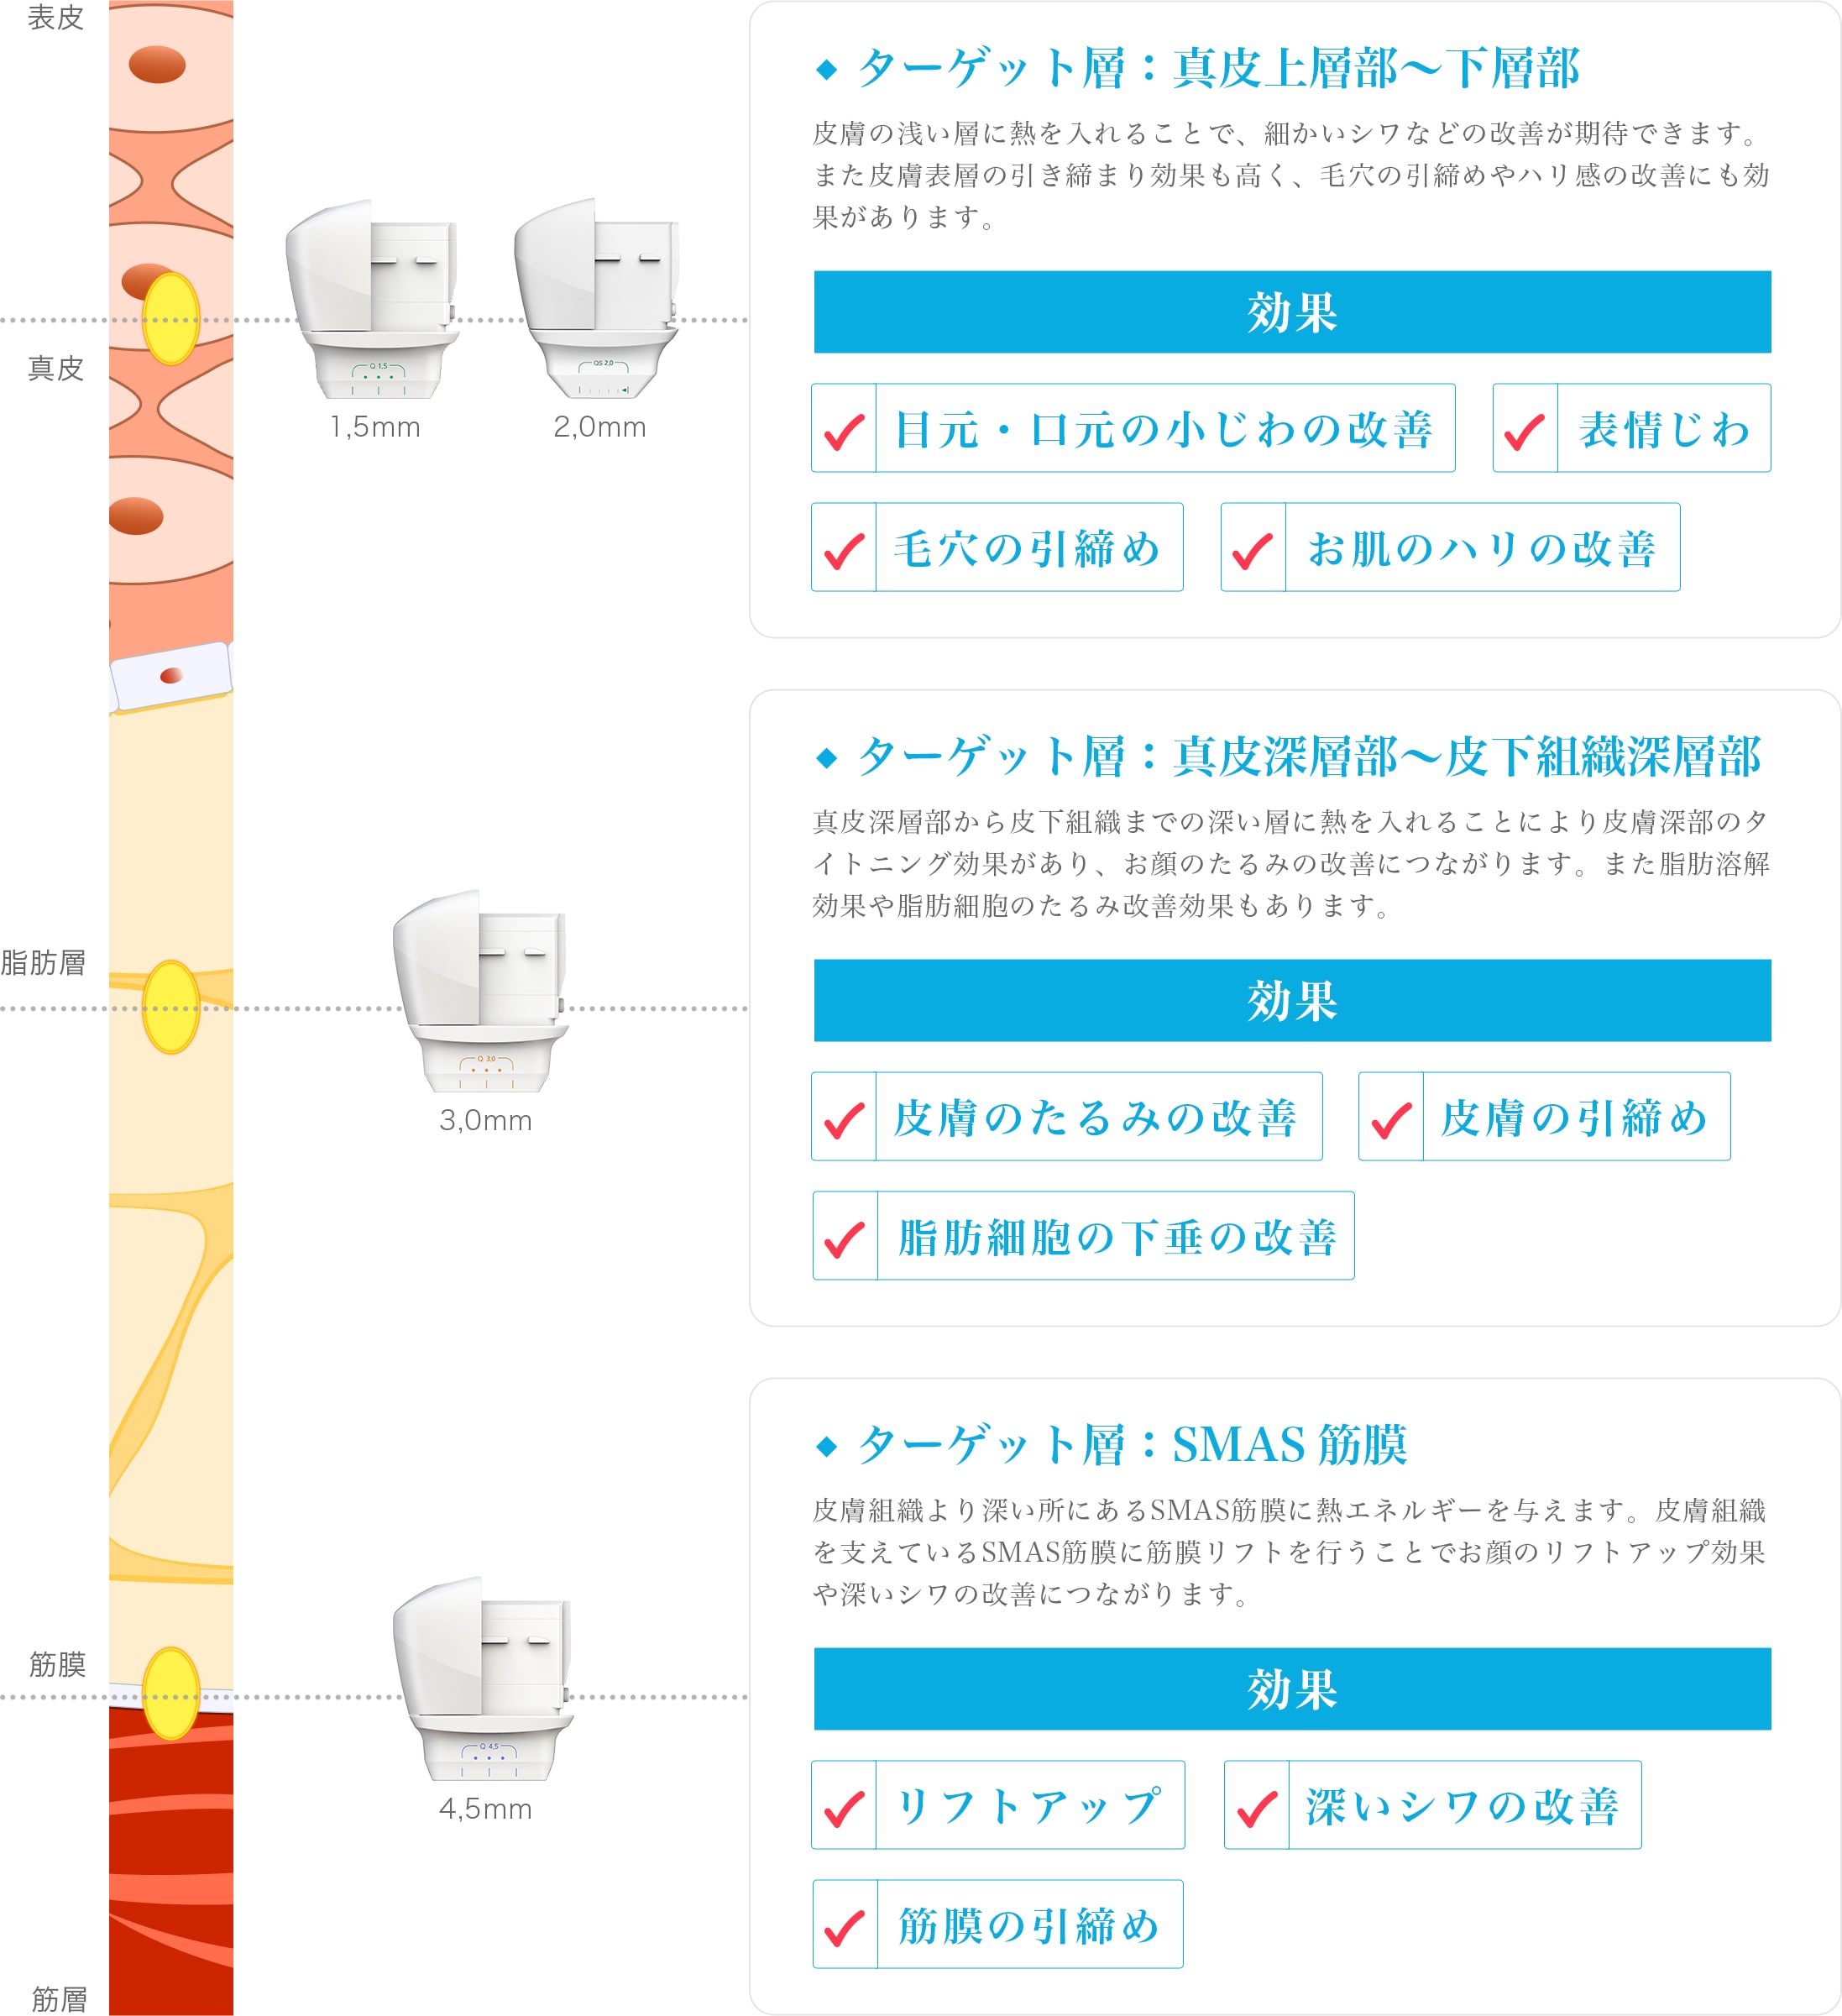 表皮
真皮
Q 1,5
QS 2,0
1,5mm
2,0mm
ターゲット層：真皮上層部〜下層部
皮膚の浅い層に熱を入れることで、細かいシワなどの改善が期待できます。
また皮膚表層の引き締まり効果も高く、毛穴の引締めやハリ感の改善にも効
果があります。
効果
目元・口元の小じわの改善
表情じわ
毛穴の引締め
お肌のハリの改善
脂肪層
Q 3,0
3,0mm
ターゲット層：真皮深層部〜皮下組織深層部
真皮深層部から皮下組織までの深い層に熱を入れることにより皮膚深部のタ
イトニング効果があり、お顔のたるみの改善につながります。また脂肪溶解
効果や脂肪細胞のたるみ改善効果もあります。
効果
皮膚のたるみの改善
皮膚の引締め
脂肪細胞の下垂の改善
筋膜
筋層
Q 4,5
4,5mm
ターゲット層：SMAS 筋膜
皮膚組織より深い所にあるSMAS筋膜に熱エネルギーを与えます。皮膚組織
を支えているSMAS筋膜に筋膜リフトを行うことでお顔のリフトアップ効果
や深いシワの改善につながります。
効果
リフトアップ
深いシワの改善
筋膜の引締め